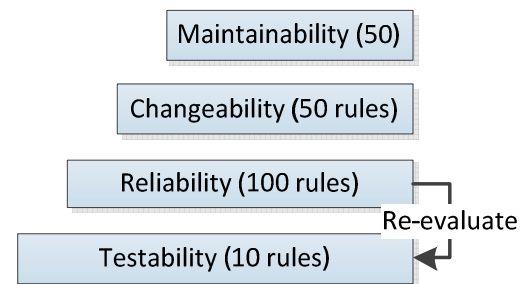 Maintainability (50)
Changeability (50 rules)
Reliability (100 rules)
Re-evaluate
Testability (10 rules)